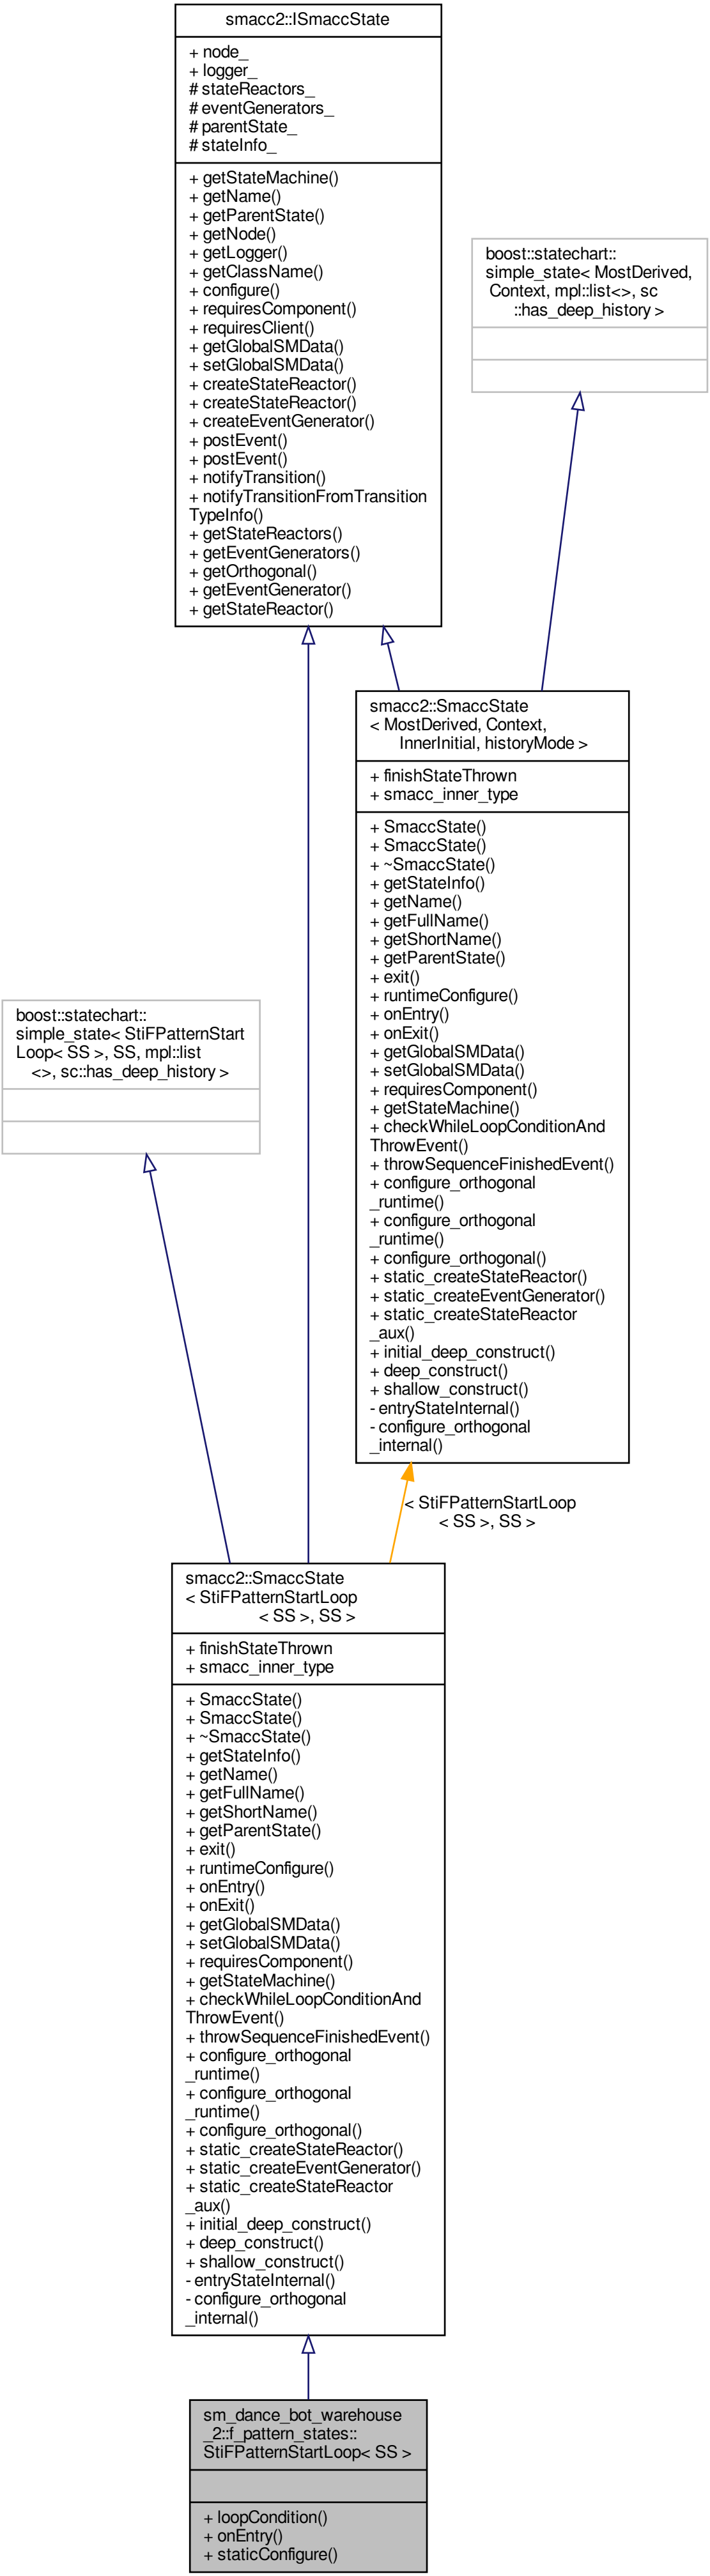 smacc2::ISmaccState
+ node_
+ logger_
# stateReactors_
# eventGenerators_
# parentState_
# stateInfo_
+ getStateMachine()
+ getName()
+ getParentState()
+ getNode()
+ getLogger()
+ getClassName()
+ configure()
+ requiresComponent()
+ requiresClient()
+ getGlobalSMData()
+ setGlobalSMData()
+ createStateReactor()
+ createStateReactor()
+ createEventGenerator()
+ postEvent()
+ postEvent()
+ notifyTransition()
+ notifyTransitionFromTransition
TypeInfo()
+ getStateReactors()
+ getEventGenerators()
+ getOrthogonal()
+ getEventGenerator()
+ getStateReactor()
boost::statechart::
simple_state< MostDerived,
Context, mpl::list<>, sc
::has_deep_history >
smacc2::SmaccState
< MostDerived, Context,
InnerInitial, historyMode >
+ finishStateThrown
+ smacc_inner_type
+ SmaccState()
+ SmaccState()
+ ~SmaccState()
+ getStateInfo()
+ getName()
+ getFullName()
+ getShortName()
+ getParentState()
+ exit()
+ runtimeConfigure()
+ onEntry()
+ onExit()
+ getGlobalSMData()
+ setGlobalSMData()
+ requiresComponent()
+ getStateMachine()
+ checkWhileLoopConditionAnd
ThrowEvent()
+ throwSequenceFinishedEvent()
+ configure_orthogonal
_runtime()
+ configure_orthogonal
_runtime()
+ configure_orthogonal()
+ static_createStateReactor()
+ static_createEventGenerator()
+ static_createStateReactor
_aux()
+ initial_deep_construct()
+ deep_construct()
+ shallow_construct()
- entryStateInternal()
- configure_orthogonal
_internal()
boost::statechart::
simple_state< StiFPatternStart
Loop< SS >, SS, mpl::list
<>, sc::has_deep_history >
< StiFPatternStartLoop
< SS >, SS >
smacc2::SmaccState
< StiFPatternStartLoop
< SS >, SS >
+ finishStateThrown
+ smacc_inner_type
+ SmaccState()
+ SmaccState()
+ ~SmaccState()
+ getStateInfo()
+ getName()
+ getFullName()
+ getShortName()
+ getParentState()
+ exit()
+ runtimeConfigure()
+ onEntry()
+ onExit()
+ getGlobalSMData()
+ setGlobalSMData()
+ requiresComponent()
+ getStateMachine()
+ checkWhileLoopConditionAnd
ThrowEvent()
+ throwSequenceFinishedEvent()
+ configure_orthogonal
_runtime()
+ configure_orthogonal
_runtime()
+ configure_orthogonal()
+ static_createStateReactor()
+ static_createEventGenerator()
+ static_createStateReactor
_aux()
+ initial_deep_construct()
+ deep_construct()
+ shallow_construct()
- entryStateInternal()
- configure_orthogonal
_internal()
sm_dance_bot_warehouse
_2::f_pattern_states::
StiFPatternStartLoop< SS >
+ loopCondition()
+ onEntry()
+ staticConfigure()